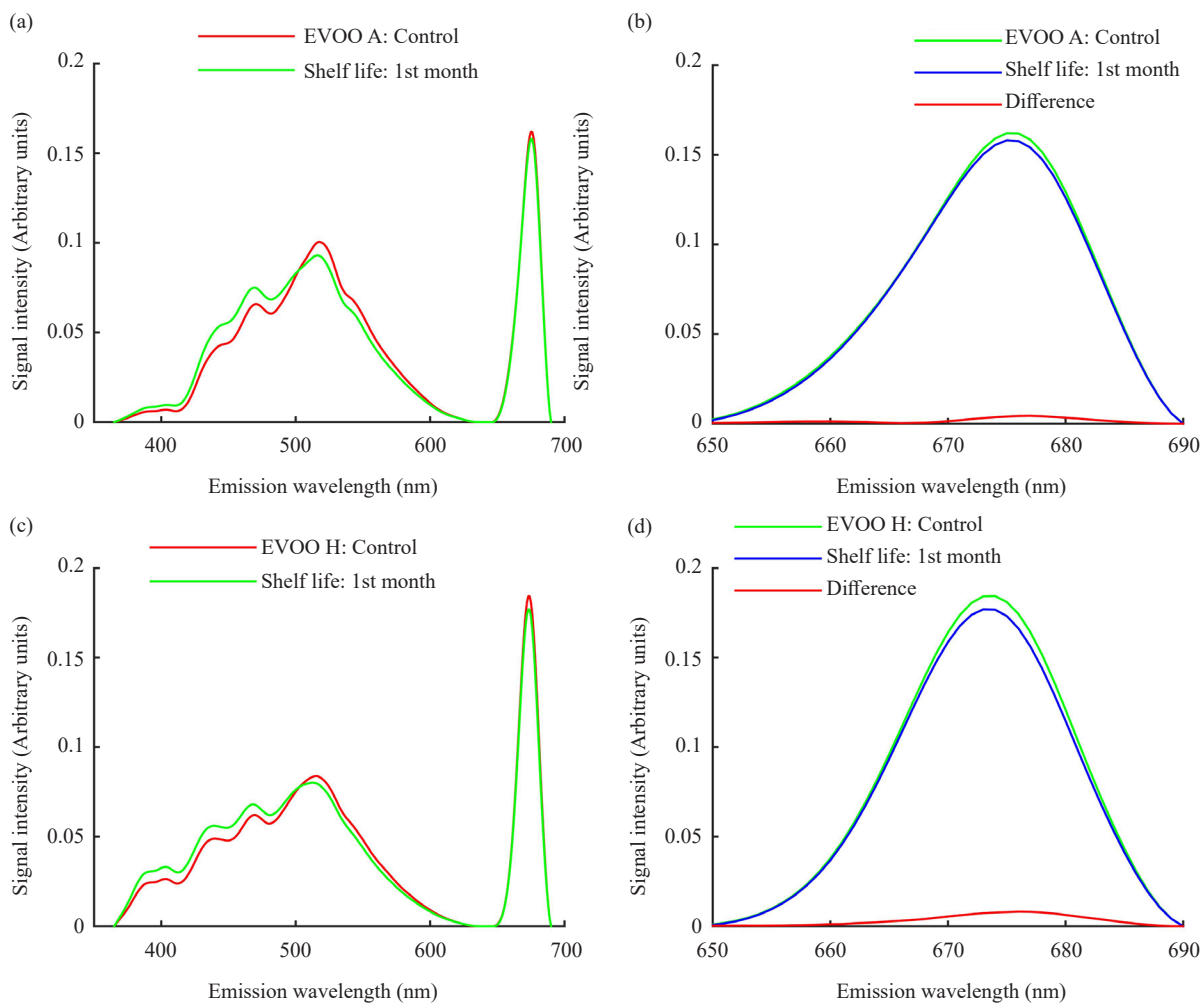 (a)
EVOO A: Control
Shelf life: 1st month
Signal intensity (Arbitrary units)
0.2
0.15
0.1
0.05
0
400
500
600
700
Emission wavelength (nm)
(b)
EVOO A: Control
Shelf life: 1st month
Difference
Signal intensity (Arbitrary units)
0.2
0.15
0.1
0.05
0
650
660
670
680
690
Emission wavelength (nm)
(c)
EVOO H: Control
Shelf life: 1st month
Signal intensity (Arbitrary units)
0.2
0.15
0.1
0.05
0
400
500
600
700
Emission wavelength (nm)
(d)
EVOO H: Control
Shelf life: 1st month
Difference
Signal intensity (Arbitrary units)
0.2
0.15
0.1
0.05
0
650
660
670
680
690
Emission wavelength (nm)